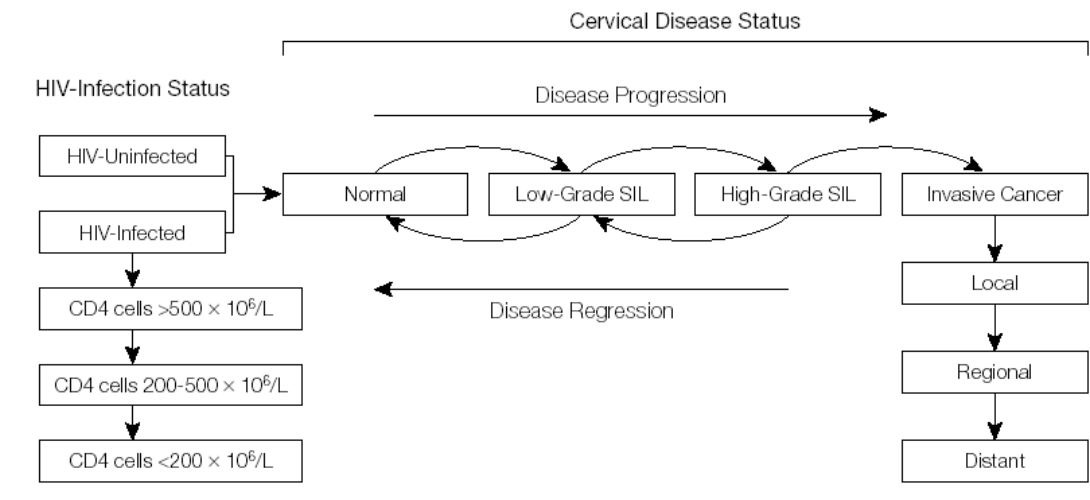 Cervical Disease Status
HIV-Infection Status
Disease Progression
HIV-Uninfected
Normal
Low-Grade SIL
High-Grade SIL
Invasive Cancer
HIV-Infected
Local
CD4 cells >500 × 10⁶/L
Disease Regression
Regional
CD4 cells 200-500 × 10⁶/L
CD4 cells <200 × 10⁶/L
Distant